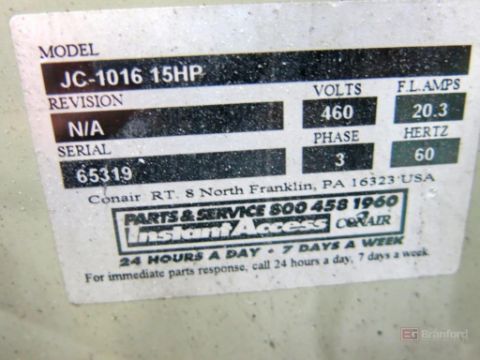 MODEL
JC-1016 15HP
VOLTS F.L.AMPS
REVISION 460 20.3
N/A
PHASE HERTZ
SERIAL 3 60
65319
Conair RT. 8 North Franklin, PA 16323 USA
PARTS & SERVICE 800 458 1960
Instant Access CONAIR
24 HOURS A DAY • 7 DAYS A WEEK
For immediate parts response, call 24 hours a day, 7 days a week.
EG Branford